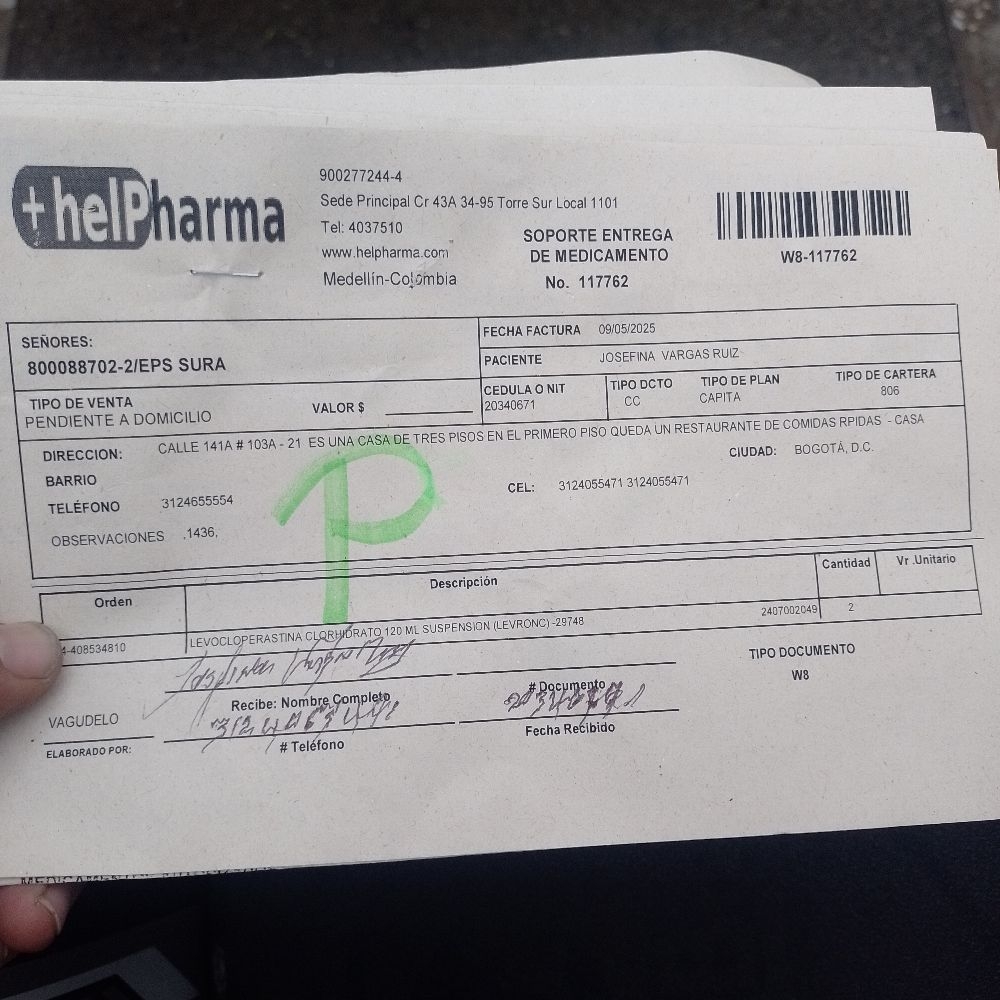 +helPharma
900277244-4
Sede Principal Cr 43A 34-95 Torre Sur Local 1101
Tel: 4037510
www.helpharma.com
Medellín-Colombia
SOPORTE ENTREGA
DE MEDICAMENTO
No. 117762
W8-117762
SEÑORES:
800088702-2/EPS SURA
FECHA FACTURA 09/05/2025
PACIENTE JOSEFINA VARGAS RUIZ
TIPO DE VENTA
PENDIENTE A DOMICILIO
VALOR $
CEDULA O NIT
20340671
TIPO DCTO
CC
TIPO DE PLAN
CAPITA
TIPO DE CARTERA
806
DIRECCION: CALLE 141A # 103A - 21 ES UNA CASA DE TRES PISOS EN EL PRIMERO PISO QUEDA UN RESTAURANTE DE COMIDAS RPIDAS - CASA
BARRIO
CIUDAD: BOGOTÁ, D.C.
TELÉFONO 3124655554
CEL: 3124055471 3124055471
OBSERVACIONES .1436,
P
Orden Descripción Cantidad Vr .Unitario
4-408534810 LEVOCLOPERASTINA CLORHIDRATO 120 ML SUSPENSION (LEVRONC) -29748 2407002049 2
TIPO DOCUMENTO
W8
Recibe: Nombre Completo
# Documento
VAGUDELO
ELABORADO POR:
# Teléfono
Fecha Recibido